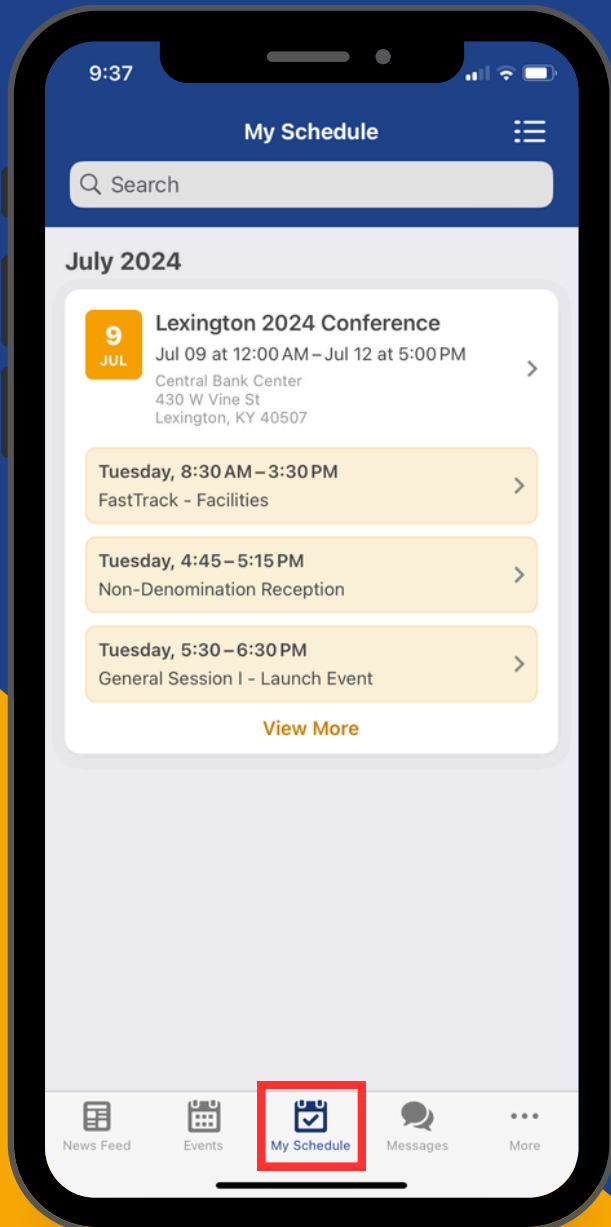 9:37
My Schedule
Search
July 2024
9
JUL
Lexington 2024 Conference
Jul 09 at 12:00 AM – Jul 12 at 5:00 PM
Central Bank Center
430 W Vine St
Lexington, KY 40507
Tuesday, 8:30 AM – 3:30 PM
FastTrack - Facilities
Tuesday, 4:45 – 5:15 PM
Non-Denomination Reception
Tuesday, 5:30 – 6:30 PM
General Session I - Launch Event
View More
News Feed
Events
My Schedule
Messages
More